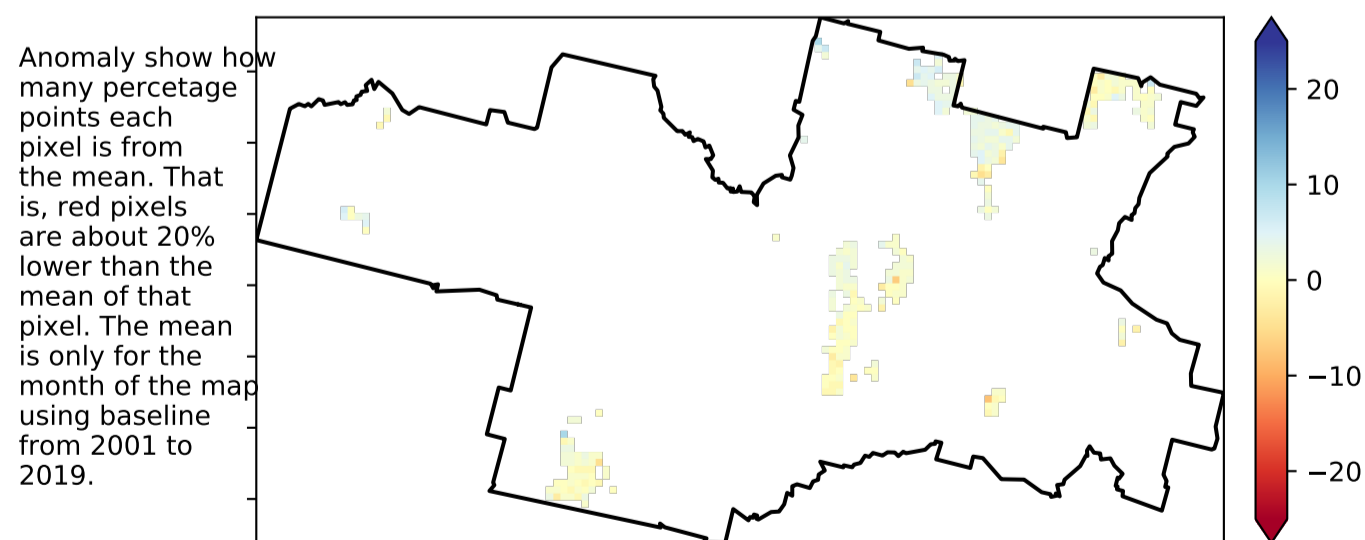 Anomaly show how
many percetage
points each
pixel is from
the mean. That
is, red pixels
are about 20%
lower than the
mean of that
pixel. The mean
is only for the
month of the map
using baseline
from 2001 to
2019.
20
10
0
−10
−20